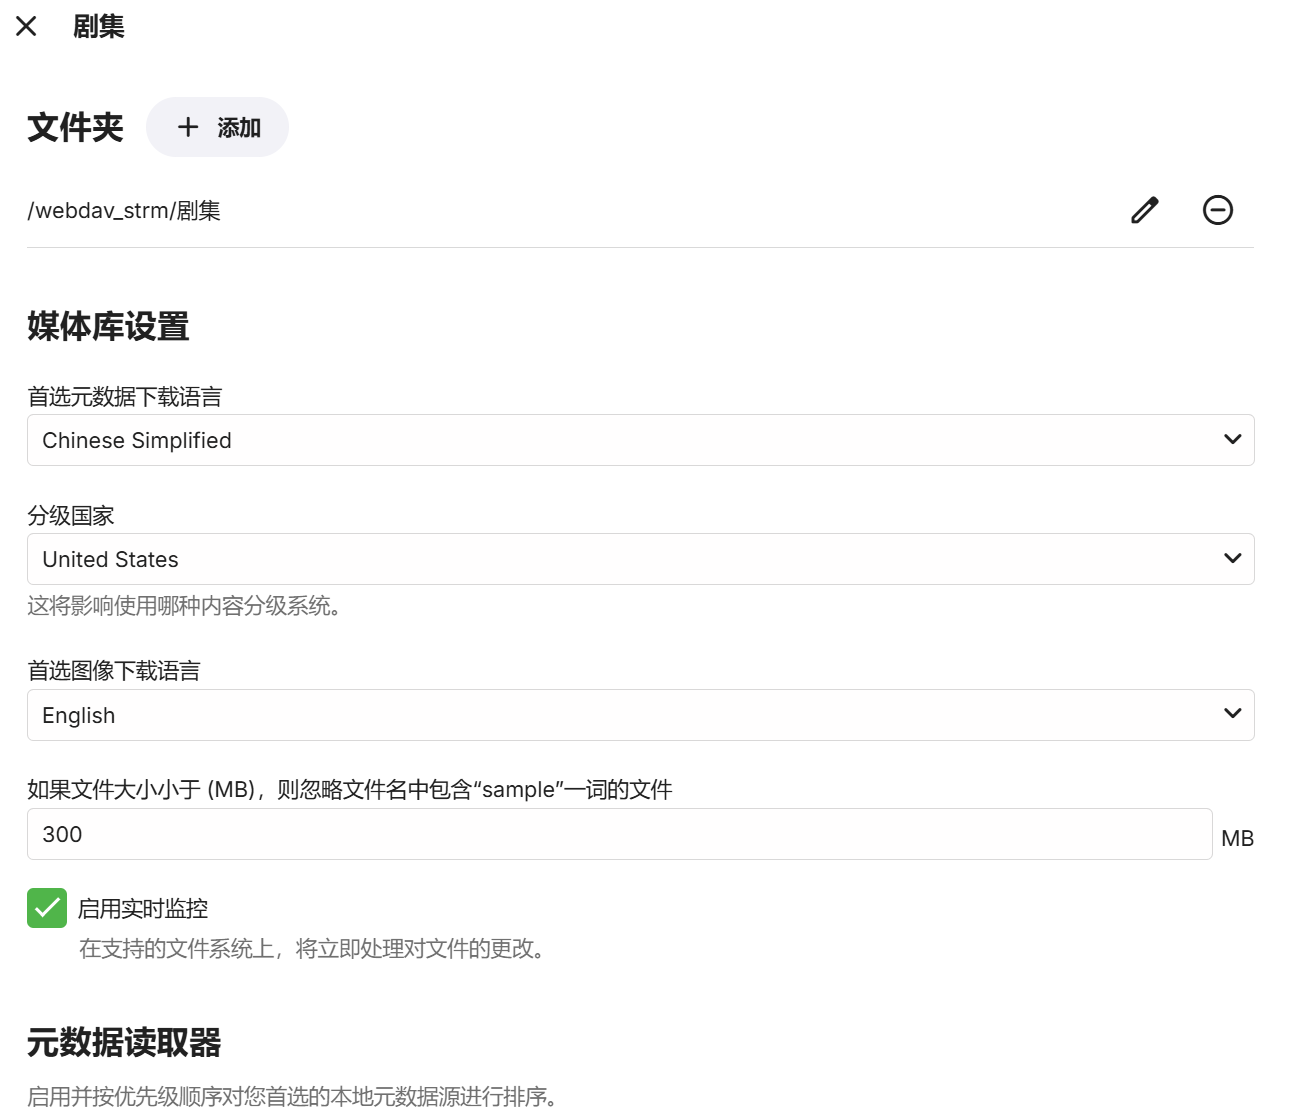 剧集
文件夹
添加
/webdav_strm/剧集
媒体库设置
首选元数据下载语言
Chinese Simplified
分级国家
United States
这将影响使用哪种内容分级系统。
首选图像下载语言
English
如果文件大小小于 (MB)，则忽略文件名中包含“sample”一词的文件
300
MB
启用实时监控
在支持的文件系统上，将立即处理对文件的更改。
元数据读取器
启用并按优先级顺序对您首选的本地元数据源进行排序。